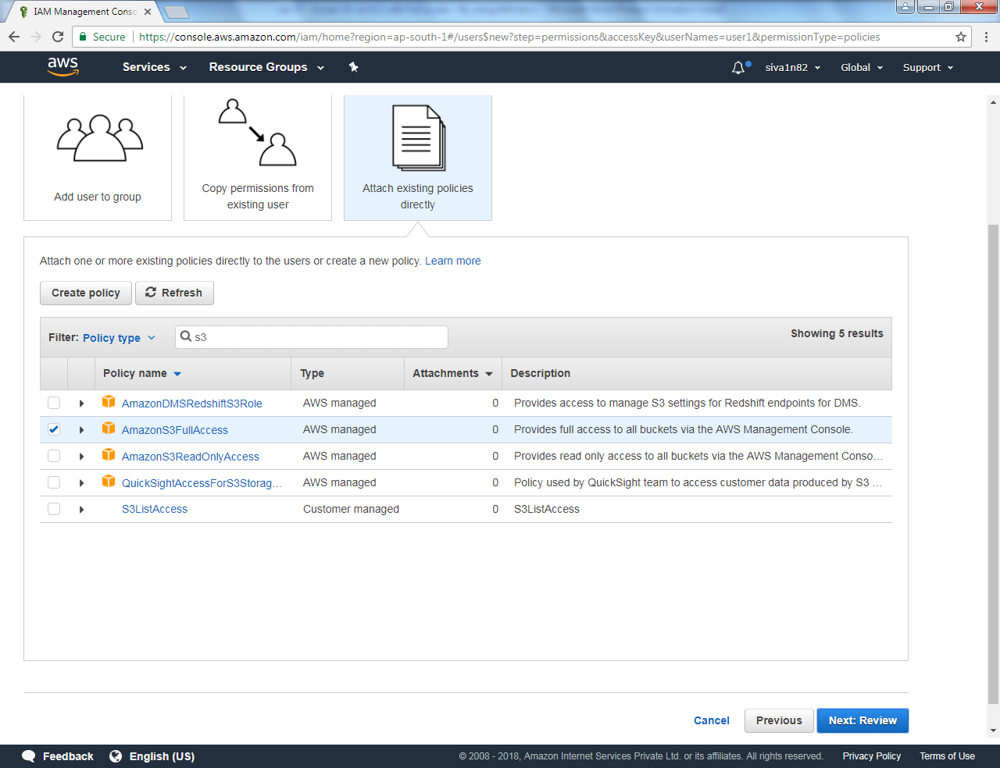 IAM Management Consc
Secure
https://console.aws.amazon.com/iam/home?region=ap-south-1#/users$new?step=permissions&accessKey&userNames=user1&permissionType=policies
aws
Services
Resource Groups
siva1n82
Global
Support
Add user to group
Copy permissions from
existing user
Attach existing policies
directly
Attach one or more existing policies directly to the users or create a new policy. Learn more
Create policy
Refresh
Filter: Policy type
s3
Showing 5 results
Policy name
Type
Attachments
Description
AmazonDMSRedshiftS3Role AWS managed 0 Provides access to manage S3 settings for Redshift endpoints for DMS.
AmazonS3FullAccess AWS managed 0 Provides full access to all buckets via the AWS Management Console.
AmazonS3ReadOnlyAccess AWS managed 0 Provides read only access to all buckets via the AWS Management Conso…
QuickSightAccessForS3Storag… AWS managed 0 Policy used by QuickSight team to access customer data produced by S3 …
S3ListAccess Customer managed 0 S3ListAccess
Cancel
Previous
Next: Review
Feedback
English (US)
© 2008 - 2018, Amazon Internet Services Private Ltd. or its affiliates. All rights reserved.
Privacy Policy
Terms of Use